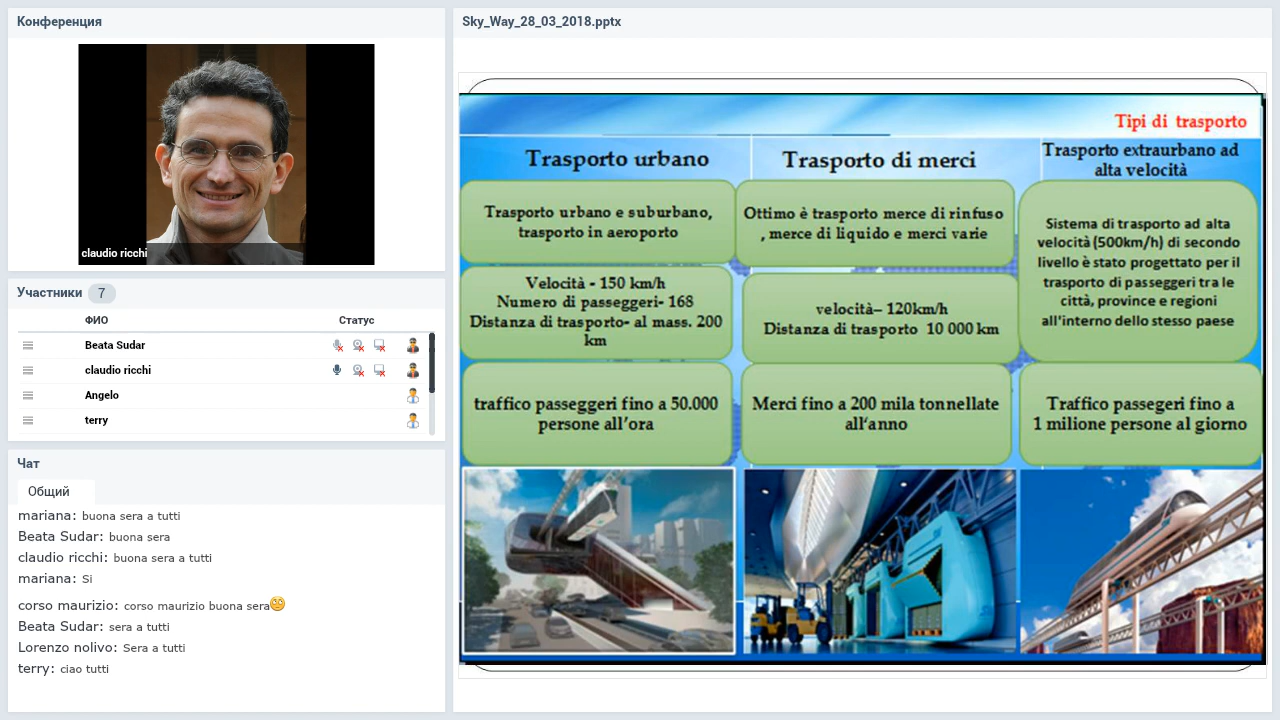 Конференция
claudio ricchi
Участники 7
ФИО Статус
Beata Sudar
claudio ricchi
Angelo
terry
Чат
Общий
mariana: buona sera a tutti
Beata Sudar: buona sera
claudio ricchi: buona sera a tutti
mariana: Si
corso maurizio: corso maurizio buona sera
Beata Sudar: sera a tutti
Lorenzo nolivo: Sera a tutti
terry: ciao tutti
Sky_Way_28_03_2018.pptx
Tipi di trasporto
Trasporto urbano
Trasporto di merci
Trasporto extraurbano ad
alta velocità
Trasporto urbano e suburbano,
trasporto in aeroporto
Ottimo è trasporto merce di rinfuso
, merce di liquido e merci varie
Sistema di trasporto ad alta
velocità (500km/h) di secondo
livello è stato progettato per il
trasporto di passeggeri tra le
città, province e regioni
all'interno dello stesso paese
Velocità - 150 km/h
Numero di passeggeri- 168
Distanza di trasporto- al mass. 200
km
velocità– 120km/h
Distanza di trasporto 10 000 km
traffico passeggeri fino a 50.000
persone all'ora
Merci fino a 200 mila tonnellate
all'anno
Traffico passegeri fino a
1 milione persone al giorno